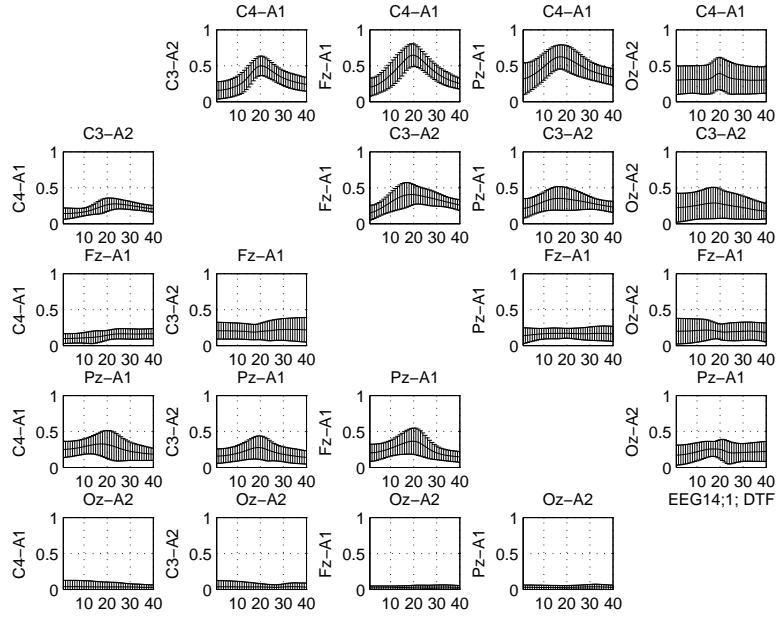 C4−A1
C3−A2
1
0.5
0
10 20 30 40
C4−A1
Fz−A1
1
0.5
0
10 20 30 40
C4−A1
Pz−A1
1
0.5
0
10 20 30 40
C4−A1
Oz−A2
1
0.5
0
10 20 30 40
C3−A2
C4−A1
1
0.5
0
10 20 30 40
C3−A2
Fz−A1
1
0.5
0
10 20 30 40
C3−A2
Pz−A1
1
0.5
0
10 20 30 40
C3−A2
Oz−A2
1
0.5
0
10 20 30 40
Fz−A1
C4−A1
1
0.5
0
10 20 30 40
Fz−A1
C3−A2
1
0.5
0
10 20 30 40
Fz−A1
Pz−A1
1
0.5
0
10 20 30 40
Fz−A1
Oz−A2
1
0.5
0
10 20 30 40
Pz−A1
C4−A1
1
0.5
0
10 20 30 40
Pz−A1
C3−A2
1
0.5
0
10 20 30 40
Pz−A1
Fz−A1
1
0.5
0
10 20 30 40
Pz−A1
Oz−A2
1
0.5
0
10 20 30 40
EEG14;1; DTF
Oz−A2
C4−A1
1
0.5
0
10 20 30 40
Oz−A2
C3−A2
1
0.5
0
10 20 30 40
Oz−A2
Fz−A1
1
0.5
0
10 20 30 40
Oz−A2
Pz−A1
1
0.5
0
10 20 30 40